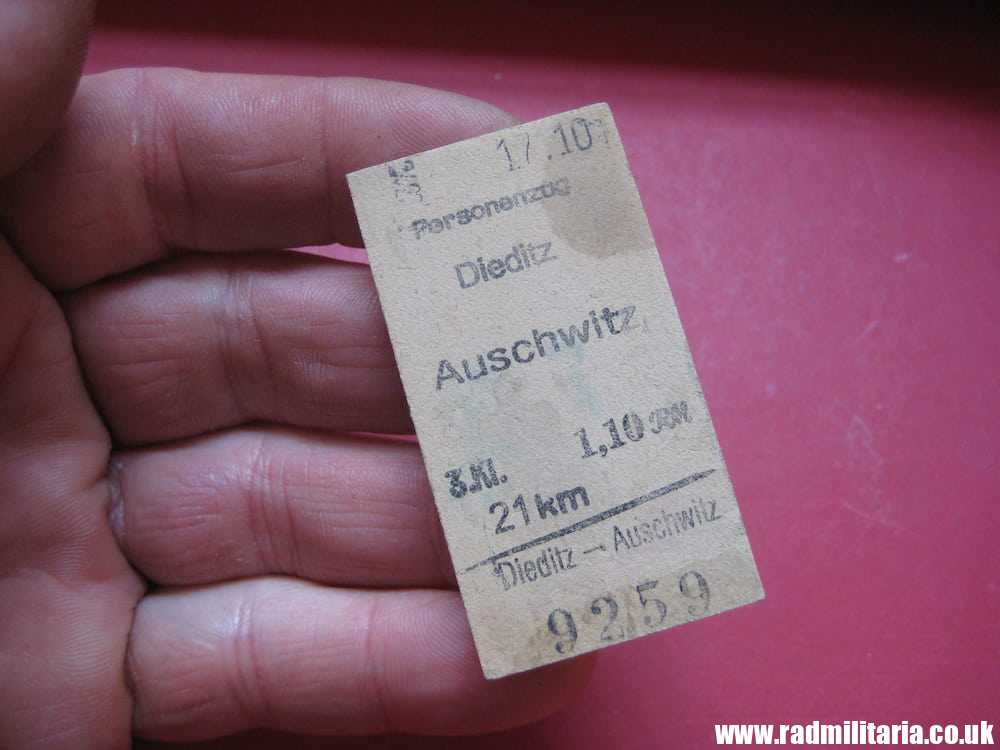 17.10
Personenzug
Dieditz
Auschwitz
1,10 RM
3.Kl.
21 km
Dieditz — Auschwitz
9259
www.radmilitaria.co.uk